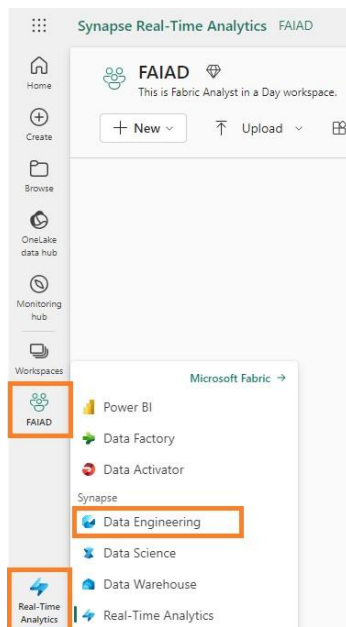 Synapse Real-Time Analytics FAIAD
Home
Create
Browse
OneLake
data hub
Monitoring
hub
Workspaces
FAIAD
Real-Time
Analytics
FAIAD
This is Fabric Analyst in a Day workspace.
New
Upload
Microsoft Fabric →
Power BI
Data Factory
Data Activator
Synapse
Data Engineering
Data Science
Data Warehouse
Real-Time Analytics